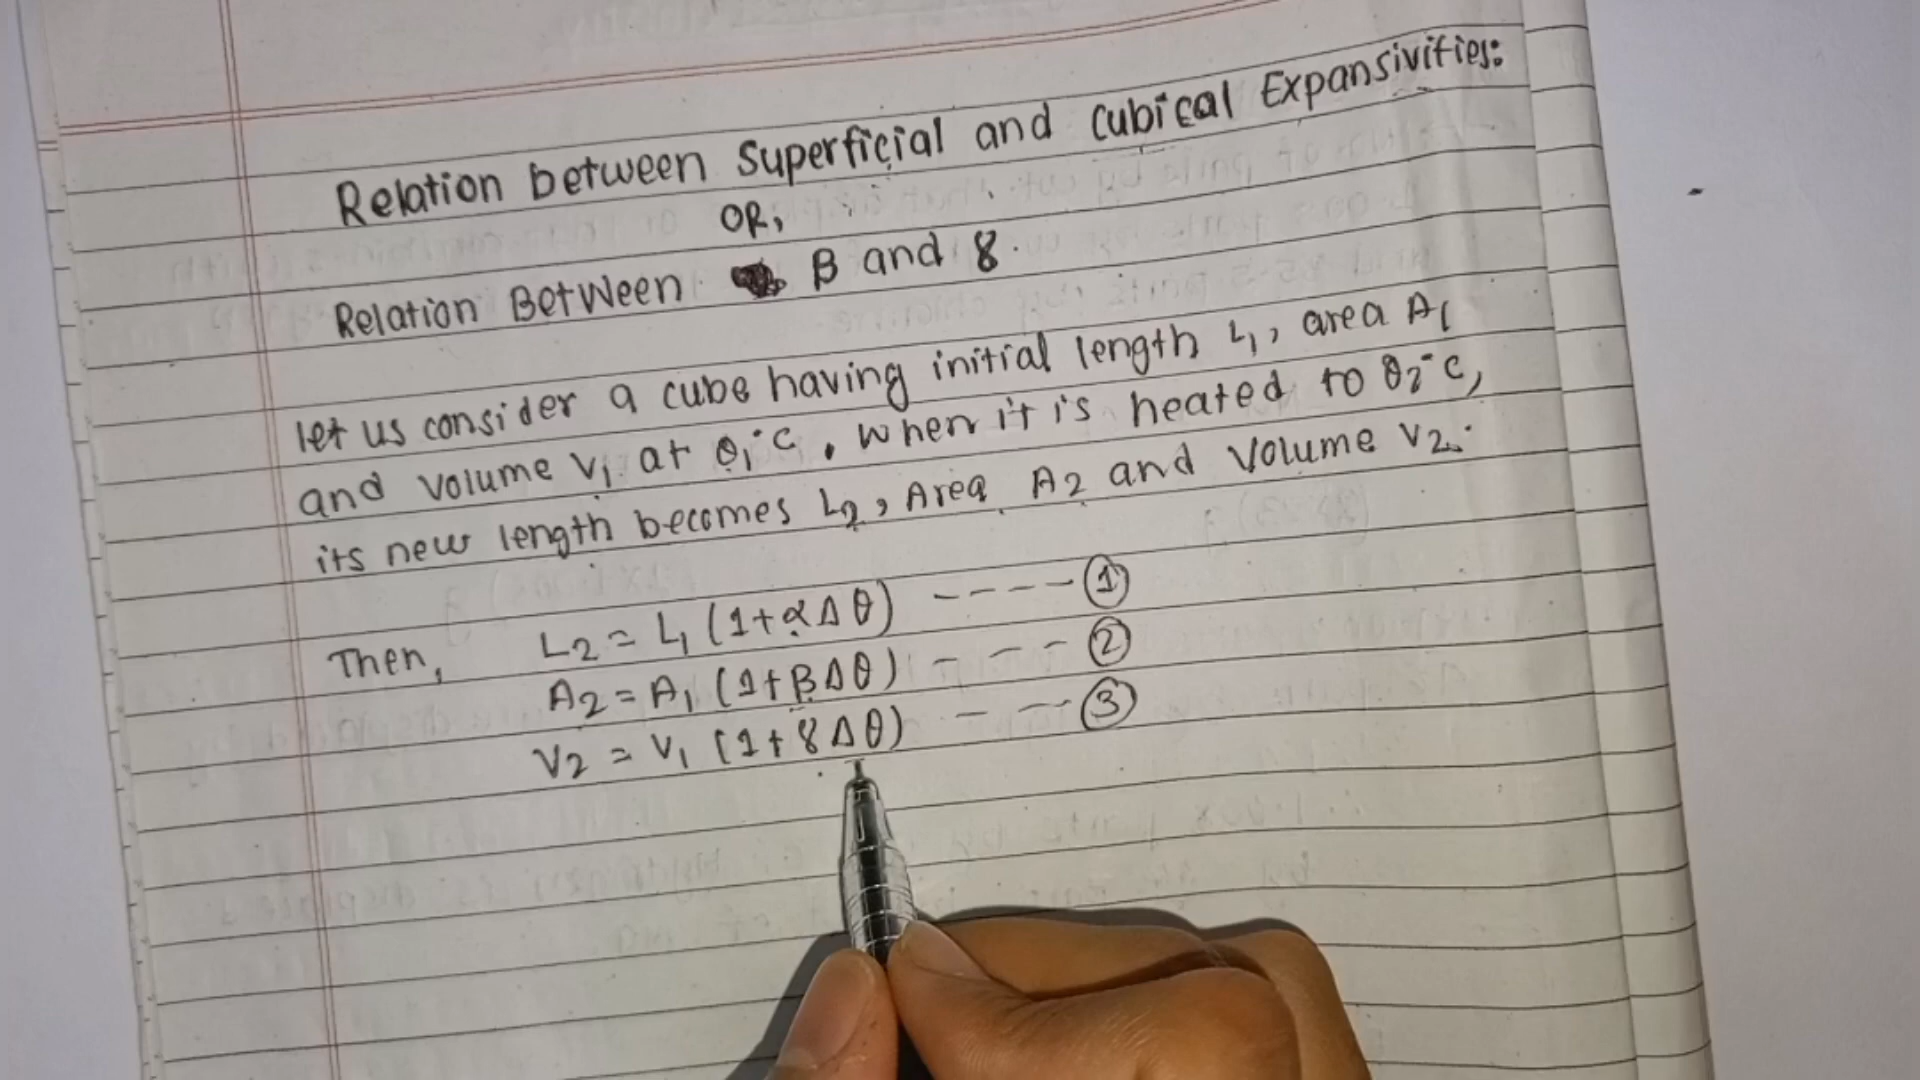 Relation between Superficial and Cubical Expansivities:
OR,
Relation Between β and γ.
let us consider a cube having initial length L₁, area A₁
and volume V₁ at θ₁°C. When it is heated to θ₂°C,
its new length becomes L₂, Area A₂ and Volume V₂.
Then, L₂ = L₁ (1+αΔθ) ----- ①
A₂ = A₁ (1+βΔθ) - - - - ②
V₂ = V₁ (1+γΔθ) - - -- ③